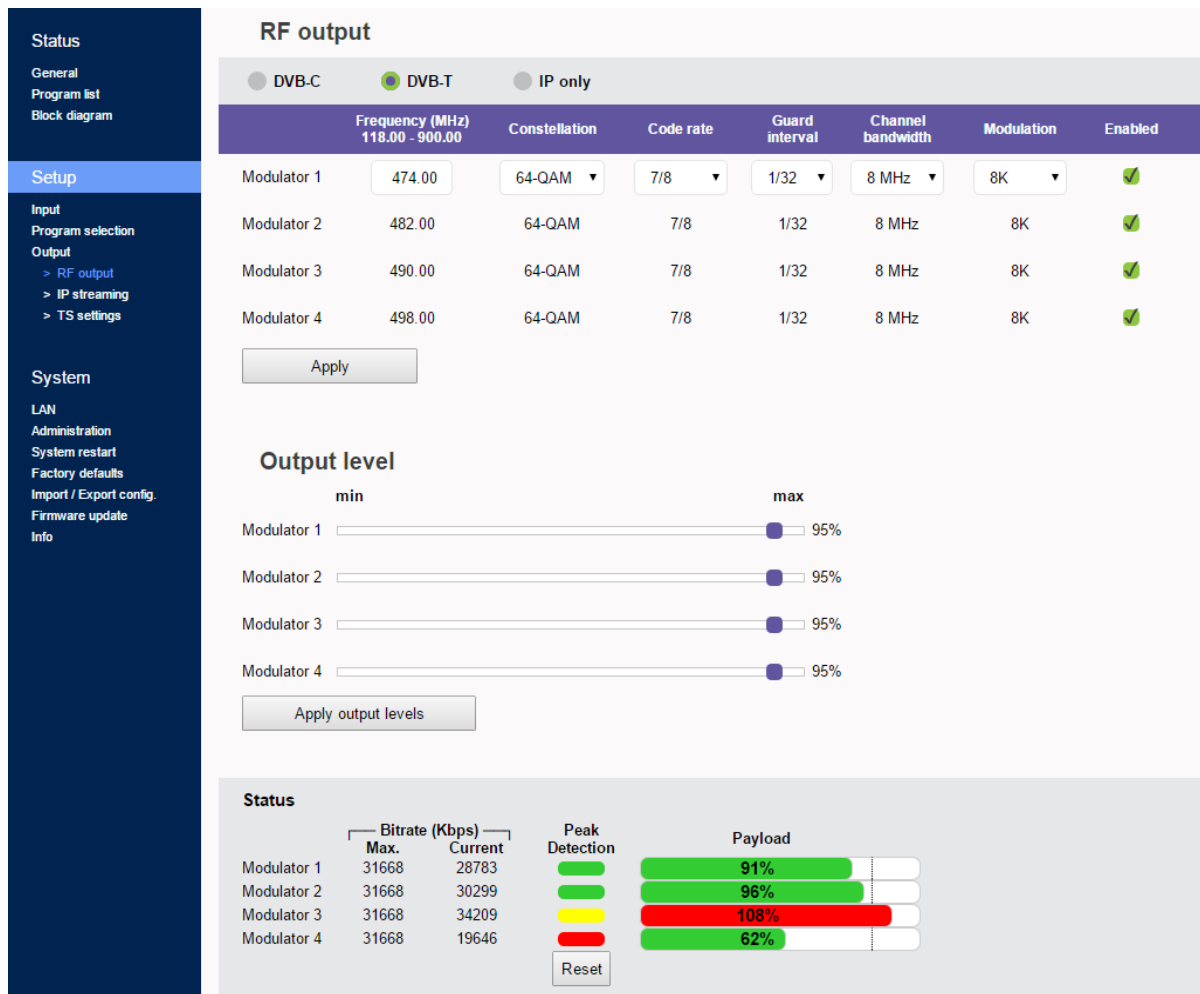 Status
General
Program list
Block diagram
Setup
Input
Program selection
Output
> RF output
> IP streaming
> TS settings
System
LAN
Administration
System restart
Factory defaults
Import / Export config.
Firmware update
Info
RF output
DVB-C DVB-T IP only
Frequency (MHz) 118.00 - 900.00 Constellation Code rate Guard interval Channel bandwidth Modulation Enabled
Modulator 1 474.00 64-QAM 7/8 1/32 8 MHz 8K
Modulator 2 482.00 64-QAM 7/8 1/32 8 MHz 8K
Modulator 3 490.00 64-QAM 7/8 1/32 8 MHz 8K
Modulator 4 498.00 64-QAM 7/8 1/32 8 MHz 8K
Apply
Output level
min max
Modulator 1 95%
Modulator 2 95%
Modulator 3 95%
Modulator 4 95%
Apply output levels
Status
Bitrate (Kbps) Peak Detection Payload
Max. Current
Modulator 1 31668 28783 91%
Modulator 2 31668 30299 96%
Modulator 3 31668 34209 108%
Modulator 4 31668 19646 62%
Reset